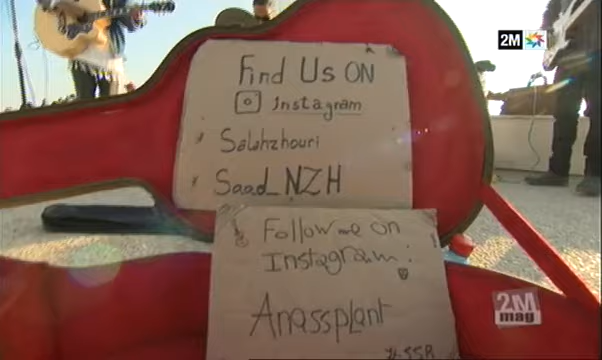 2M
Find Us ON
Instagram
Salahzhouri
Saad_NZH
Follow me on
Instagram:
Anassplant
2M
mag